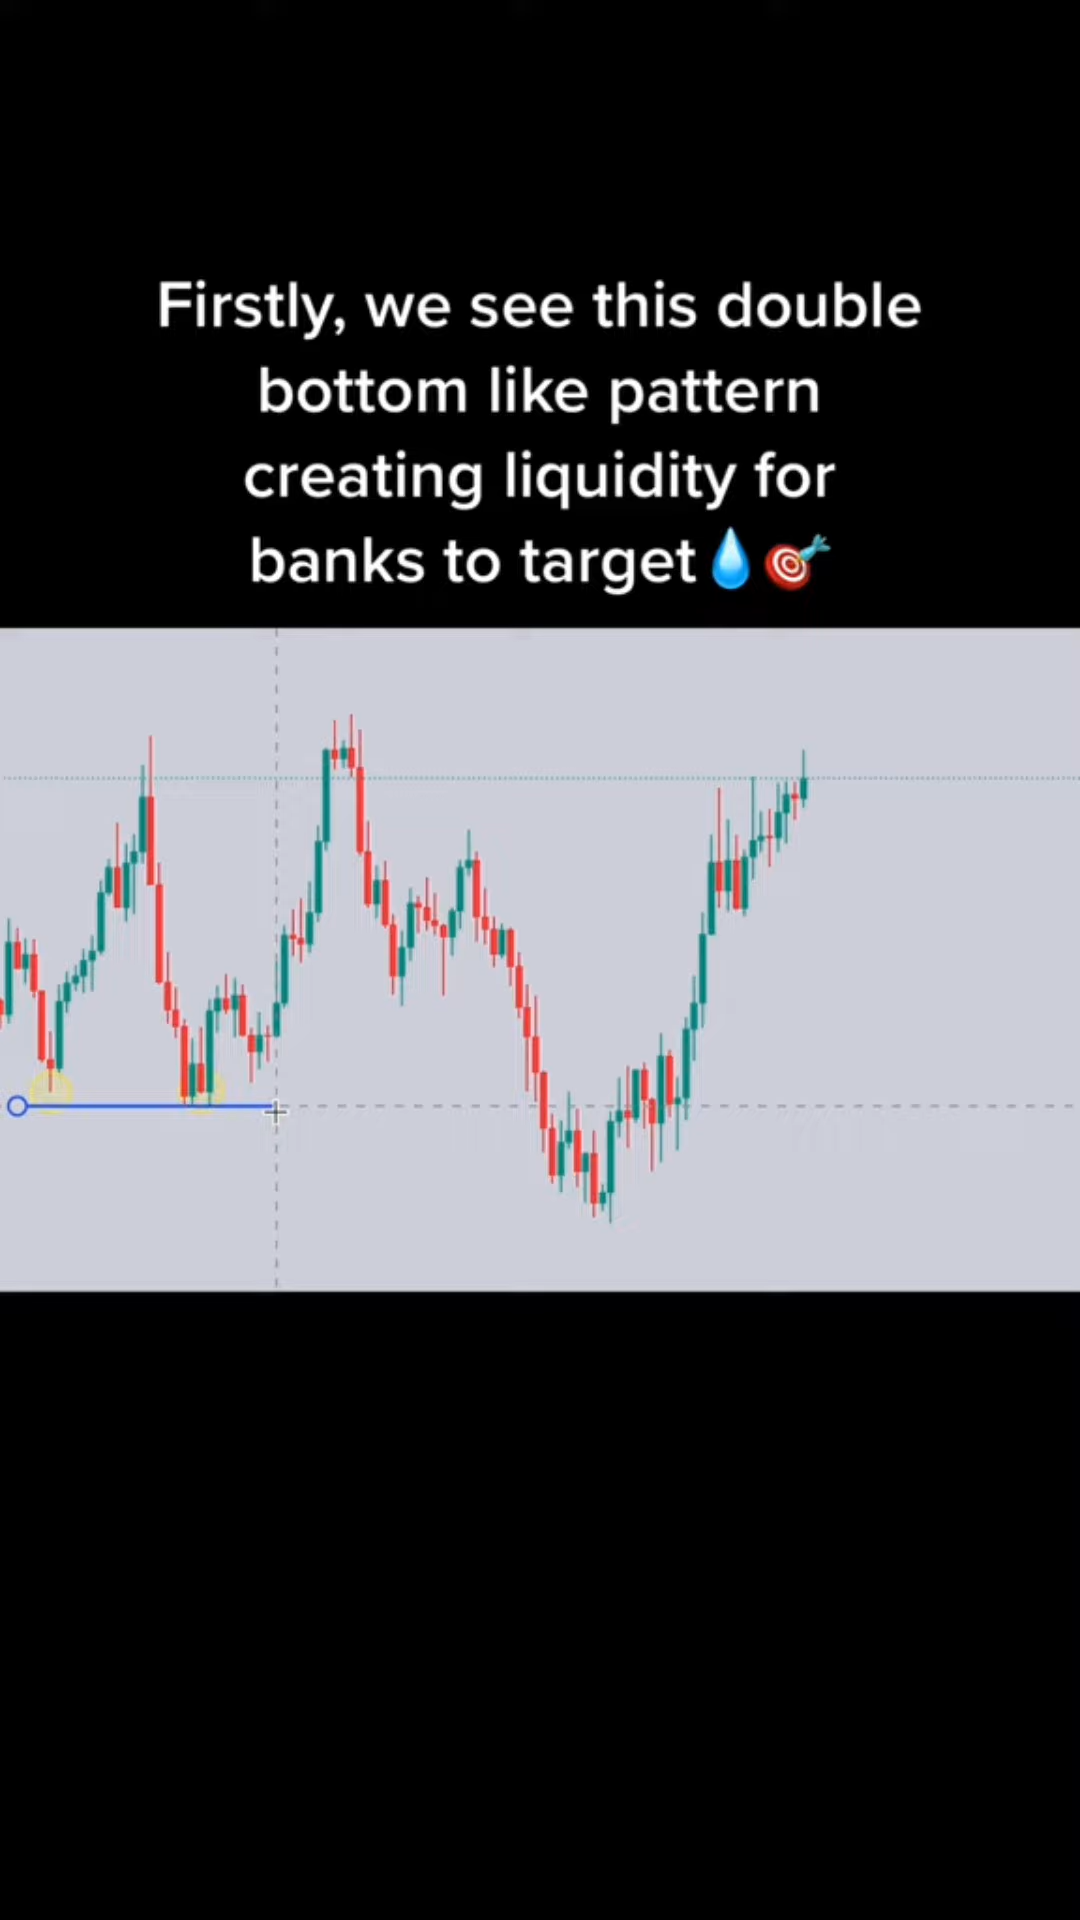 Firstly, we see this double
bottom like pattern
creating liquidity for
banks to target💧🎯